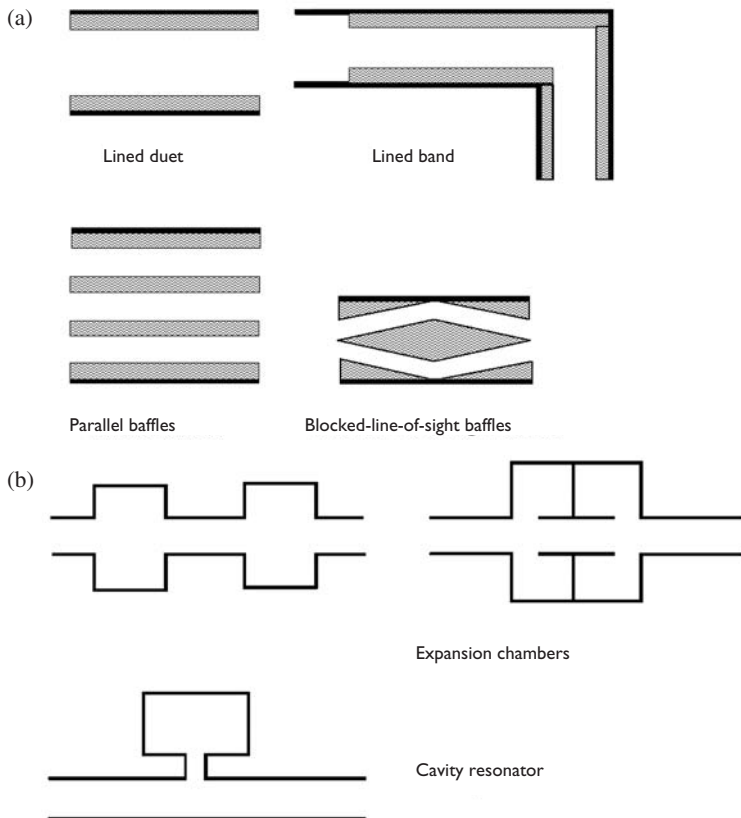 (a)
Lined duet
Lined band
Parallel baffles
Blocked-line-of-sight baffles
(b)
Expansion chambers
Cavity resonator